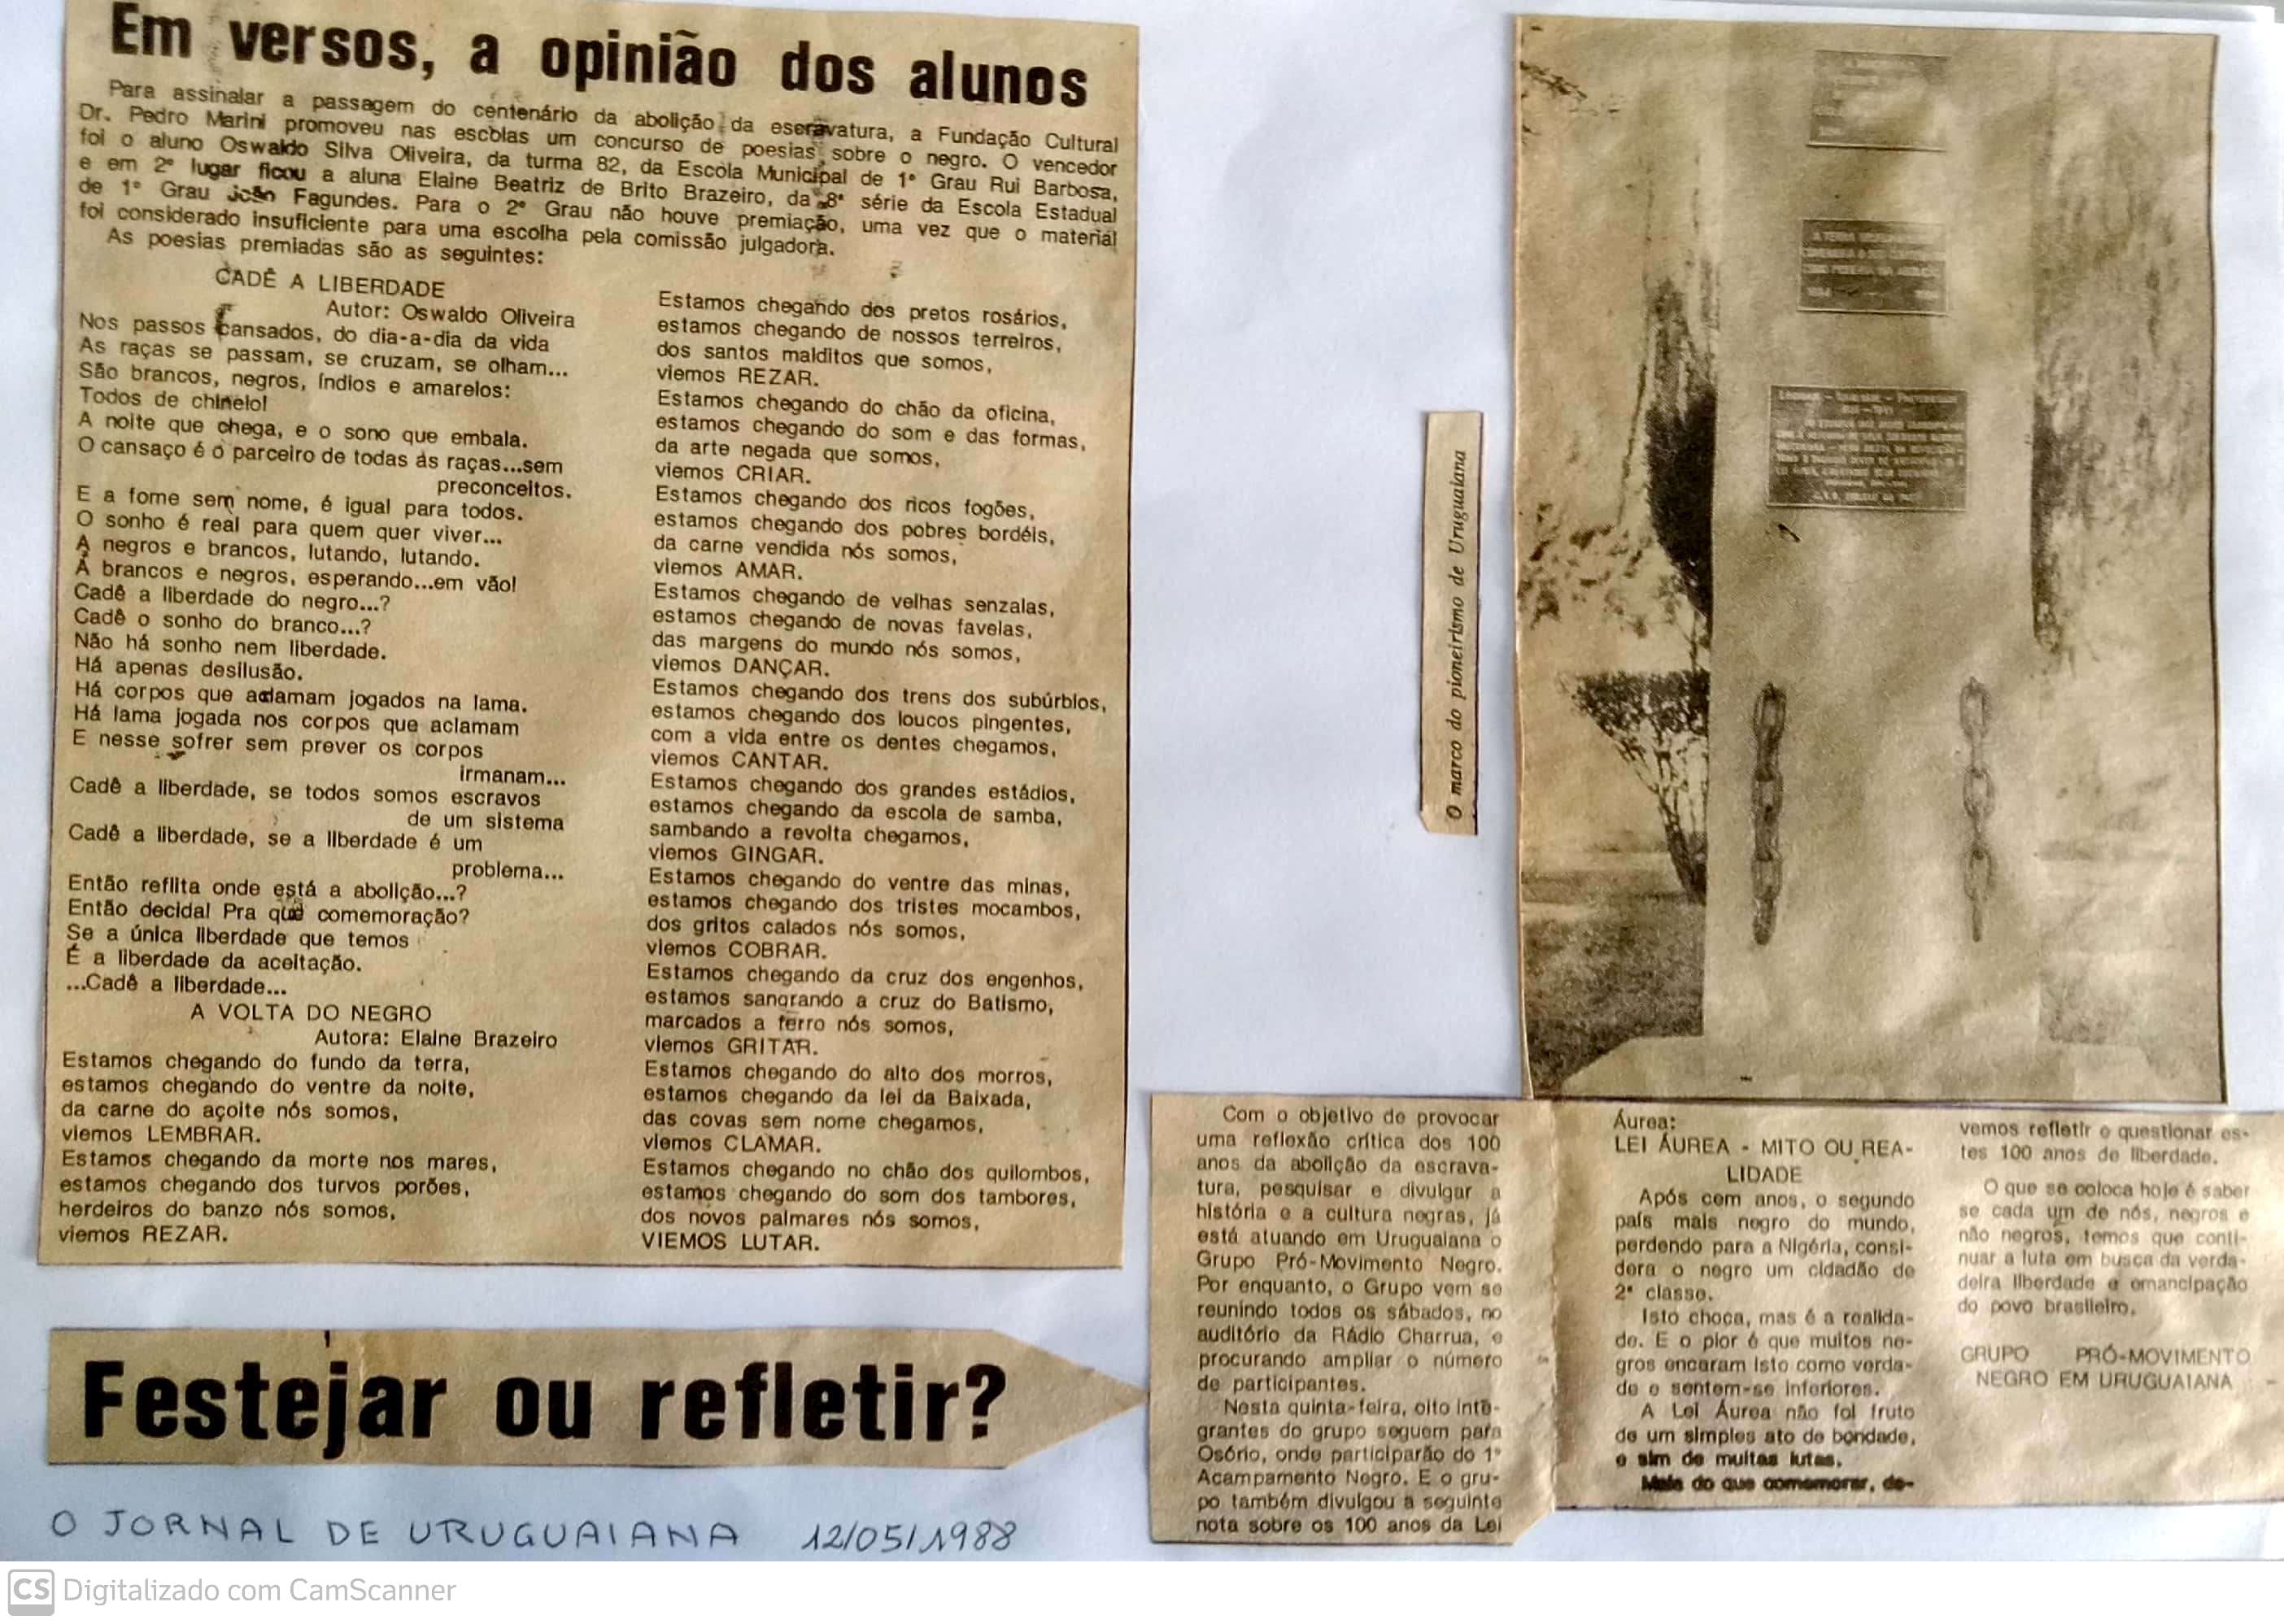 Em versos, a opinião dos alunos
Para assinalar a passagem do centenário da abolição da escravatura, a Fundação Cultural
Dr. Pedro Marini promoveu nas escolas um concurso de poesias sobre o negro. O vencedor
foi o aluno Oswaldo Silva Oliveira, da turma 82, da Escola Municipal de 1º Grau Rui Barbosa,
e em 2º lugar ficou a aluna Elaine Beatriz de Brito Brazeiro, da 8ª série da Escola Estadual
de 1º Grau João Fagundes. Para o 2º Grau não houve premiação, uma vez que o material
foi considerado insuficiente para uma escolha pela comissão julgadora.
As poesias premiadas são as seguintes:
CADÊ A LIBERDADE
Autor: Oswaldo Oliveira
Nos passos cansados, do dia-a-dia da vida
As raças se passam, se cruzam, se olham...
São brancos, negros, índios e amarelos:
Todos de chinelo!
A noite que chega, e o sono que embala.
O cansaço é o parceiro de todas as raças...sem
preconceitos.
E a fome sem nome, é igual para todos.
O sonho é real para quem quer viver...
A negros e brancos, lutando, lutando.
Á brancos e negros, esperando...em vão!
Cadê a liberdade do negro...?
Cadê o sonho do branco...?
Não há sonho nem liberdade.
Há apenas desilusão.
Há corpos que aclamam jogados na lama.
Há lama jogada nos corpos que aclamam
E nesse sofrer sem prever os corpos
irmanam...
Cadê a liberdade, se todos somos escravos
de um sistema
Cadê a liberdade, se a liberdade é um
problema...
Então reflita onde está a abolição...?
Então decida! Pra quê comemoração?
Se a única liberdade que temos
É a liberdade da aceitação.
...Cadê a liberdade...
A VOLTA DO NEGRO
Autora: Elaine Brazeiro
Estamos chegando do fundo da terra,
estamos chegando do ventre da noite,
da carne do açoite nós somos,
viemos LEMBRAR.
Estamos chegando da morte nos mares,
estamos chegando dos turvos porões,
herdeiros do banzo nós somos,
viemos REZAR.
Estamos chegando dos pretos rosários,
estamos chegando de nossos terreiros,
dos santos malditos que somos,
viemos REZAR.
Estamos chegando do chão da oficina,
estamos chegando do som e das formas,
da arte negada que somos,
viemos CRIAR.
Estamos chegando dos ricos fogões,
estamos chegando dos pobres bordéis,
da carne vendida nós somos,
viemos AMAR.
Estamos chegando de velhas senzalas,
estamos chegando de novas favelas,
das margens do mundo nós somos,
viemos DANÇAR.
Estamos chegando dos trens dos subúrbios,
estamos chegando dos loucos pingentes,
com a vida entre os dentes chegamos,
viemos CANTAR.
Estamos chegando dos grandes estádios,
estamos chegando da escola de samba,
sambando a revolta chegamos,
viemos GINGAR.
Estamos chegando do ventre das minas,
estamos chegando dos tristes mocambos,
dos gritos calados nós somos,
viemos COBRAR.
Estamos chegando da cruz dos engenhos,
estamos sangrando a cruz do Batismo,
marcados a ferro nós somos,
viemos GRITAR.
Estamos chegando do alto dos morros,
estamos chegando da lei da Baixada,
das covas sem nome chegamos,
viemos CLAMAR.
Estamos chegando no chão dos quilombos,
estamos chegando do som dos tambores,
dos novos palmares nós somos,
VIEMOS LUTAR.
O marco do pioneirismo de Uruguaiana
Festejar ou refletir?
Com o objetivo de provocar
uma reflexão crítica dos 100
anos da abolição da escrava-
tura, pesquisar e divulgar a
história e a cultura negras, já
está atuando em Uruguaiana o
Grupo Pró-Movimento Negro.
Por enquanto, o Grupo vem se
reunindo todos os sábados, no
auditório da Rádio Charrua, e
procurando ampliar o número
de participantes.
Nesta quinta-feira, oito inte-
grantes do grupo seguem para
Osório, onde participarão do 1º
Acampamento Negro. E o gru-
po também divulgou a seguinte
nota sobre os 100 anos da Lei
Áurea:
LEI ÁUREA - MITO OU REA-
LIDADE
Após cem anos, o segundo
país mais negro do mundo,
perdendo para a Nigéria, consi-
dera o negro um cidadão de
2ª classe.
Isto choca, mas é a realida-
de. E o pior é que muitos ne-
gros encaram isto como verda-
de e sentem-se inferiores.
A Lei Áurea não foi fruto
de um simples ato de bondade,
e sim de muitas lutas.
Mais do que comemorar, de-
vemos refletir e questionar es-
tes 100 anos de liberdade.
O que se coloca hoje é saber
se cada um de nós, negros e
não negros, temos que conti-
nuar a luta em busca da verda-
deira liberdade e emancipação
do povo brasileiro.
GRUPO PRÓ-MOVIMENTO
NEGRO EM URUGUAIANA
O JORNAL DE URUGUAIANA 12/05/1988
CS Digitalizado com CamScanner